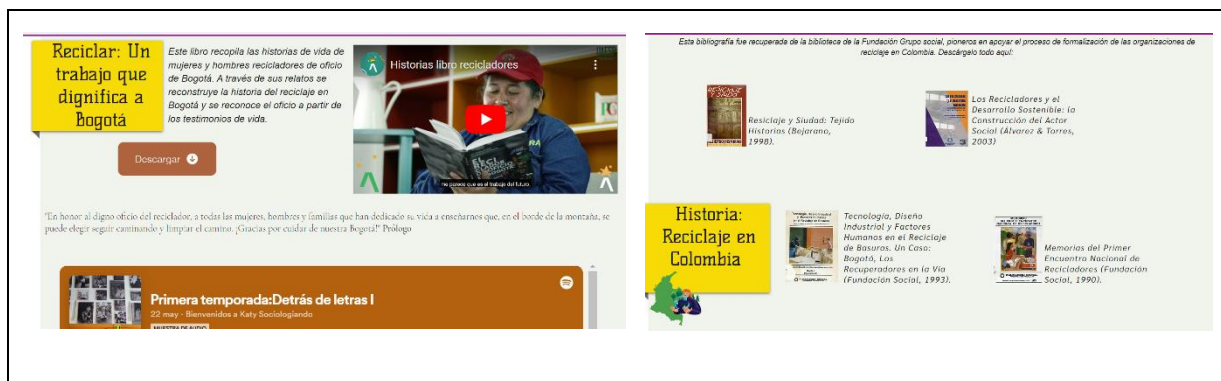 Reciclar: Un
trabajo que
dignifica a
Bogotá
Este libro recopila las historias de vida de
mujeres y hombres recicladores de oficio
de Bogotá. A través de sus relatos se
reconstruye la historia del reciclaje en
Bogotá y se reconoce el oficio a partir de
los testimonios de vida.
Descargar
Historias libro recicladores
me parece que es el trabajo del futuro
"En honor al digno oficio del reciclador, a todas las mujeres, hombres y familias que han dedicado su vida a enseñarnos que, en el borde de la montaña, se
puede elegir seguir caminando y limpiar el camino. ¡Gracias por cuidar de nuestra Bogotá!" Prólogo
Primera temporada:Detrás de letras I
22 may - Bienvenidos a Katy Sociologiando
MUESTRA DE AUDIO
Esta bibliografía fue recuperada de la biblioteca de la Fundación Grupo social, pioneros en apoyar el proceso de formalización de las organizaciones de
reciclaje en Colombia. Descárgalo todo aquí:
Resiclaje y Siudad: Tejido
Historias (Bejarano,
1998).
Los Recicladores y el
Desarrollo Sostenible: la
Construcción del Actor
Social (Álvarez & Torres,
2003)
Historia:
Reciclaje en
Colombia
Tecnología, Diseño
Industrial y Factores
Humanos en el Reciclaje
de Basuras. Un Caso:
Bogotá, Los
Recuperadores en la Vía
(Fundación Social, 1993).
Memorias del Primer
Encuentro Nacional de
Recicladores (Fundación
Social, 1990).